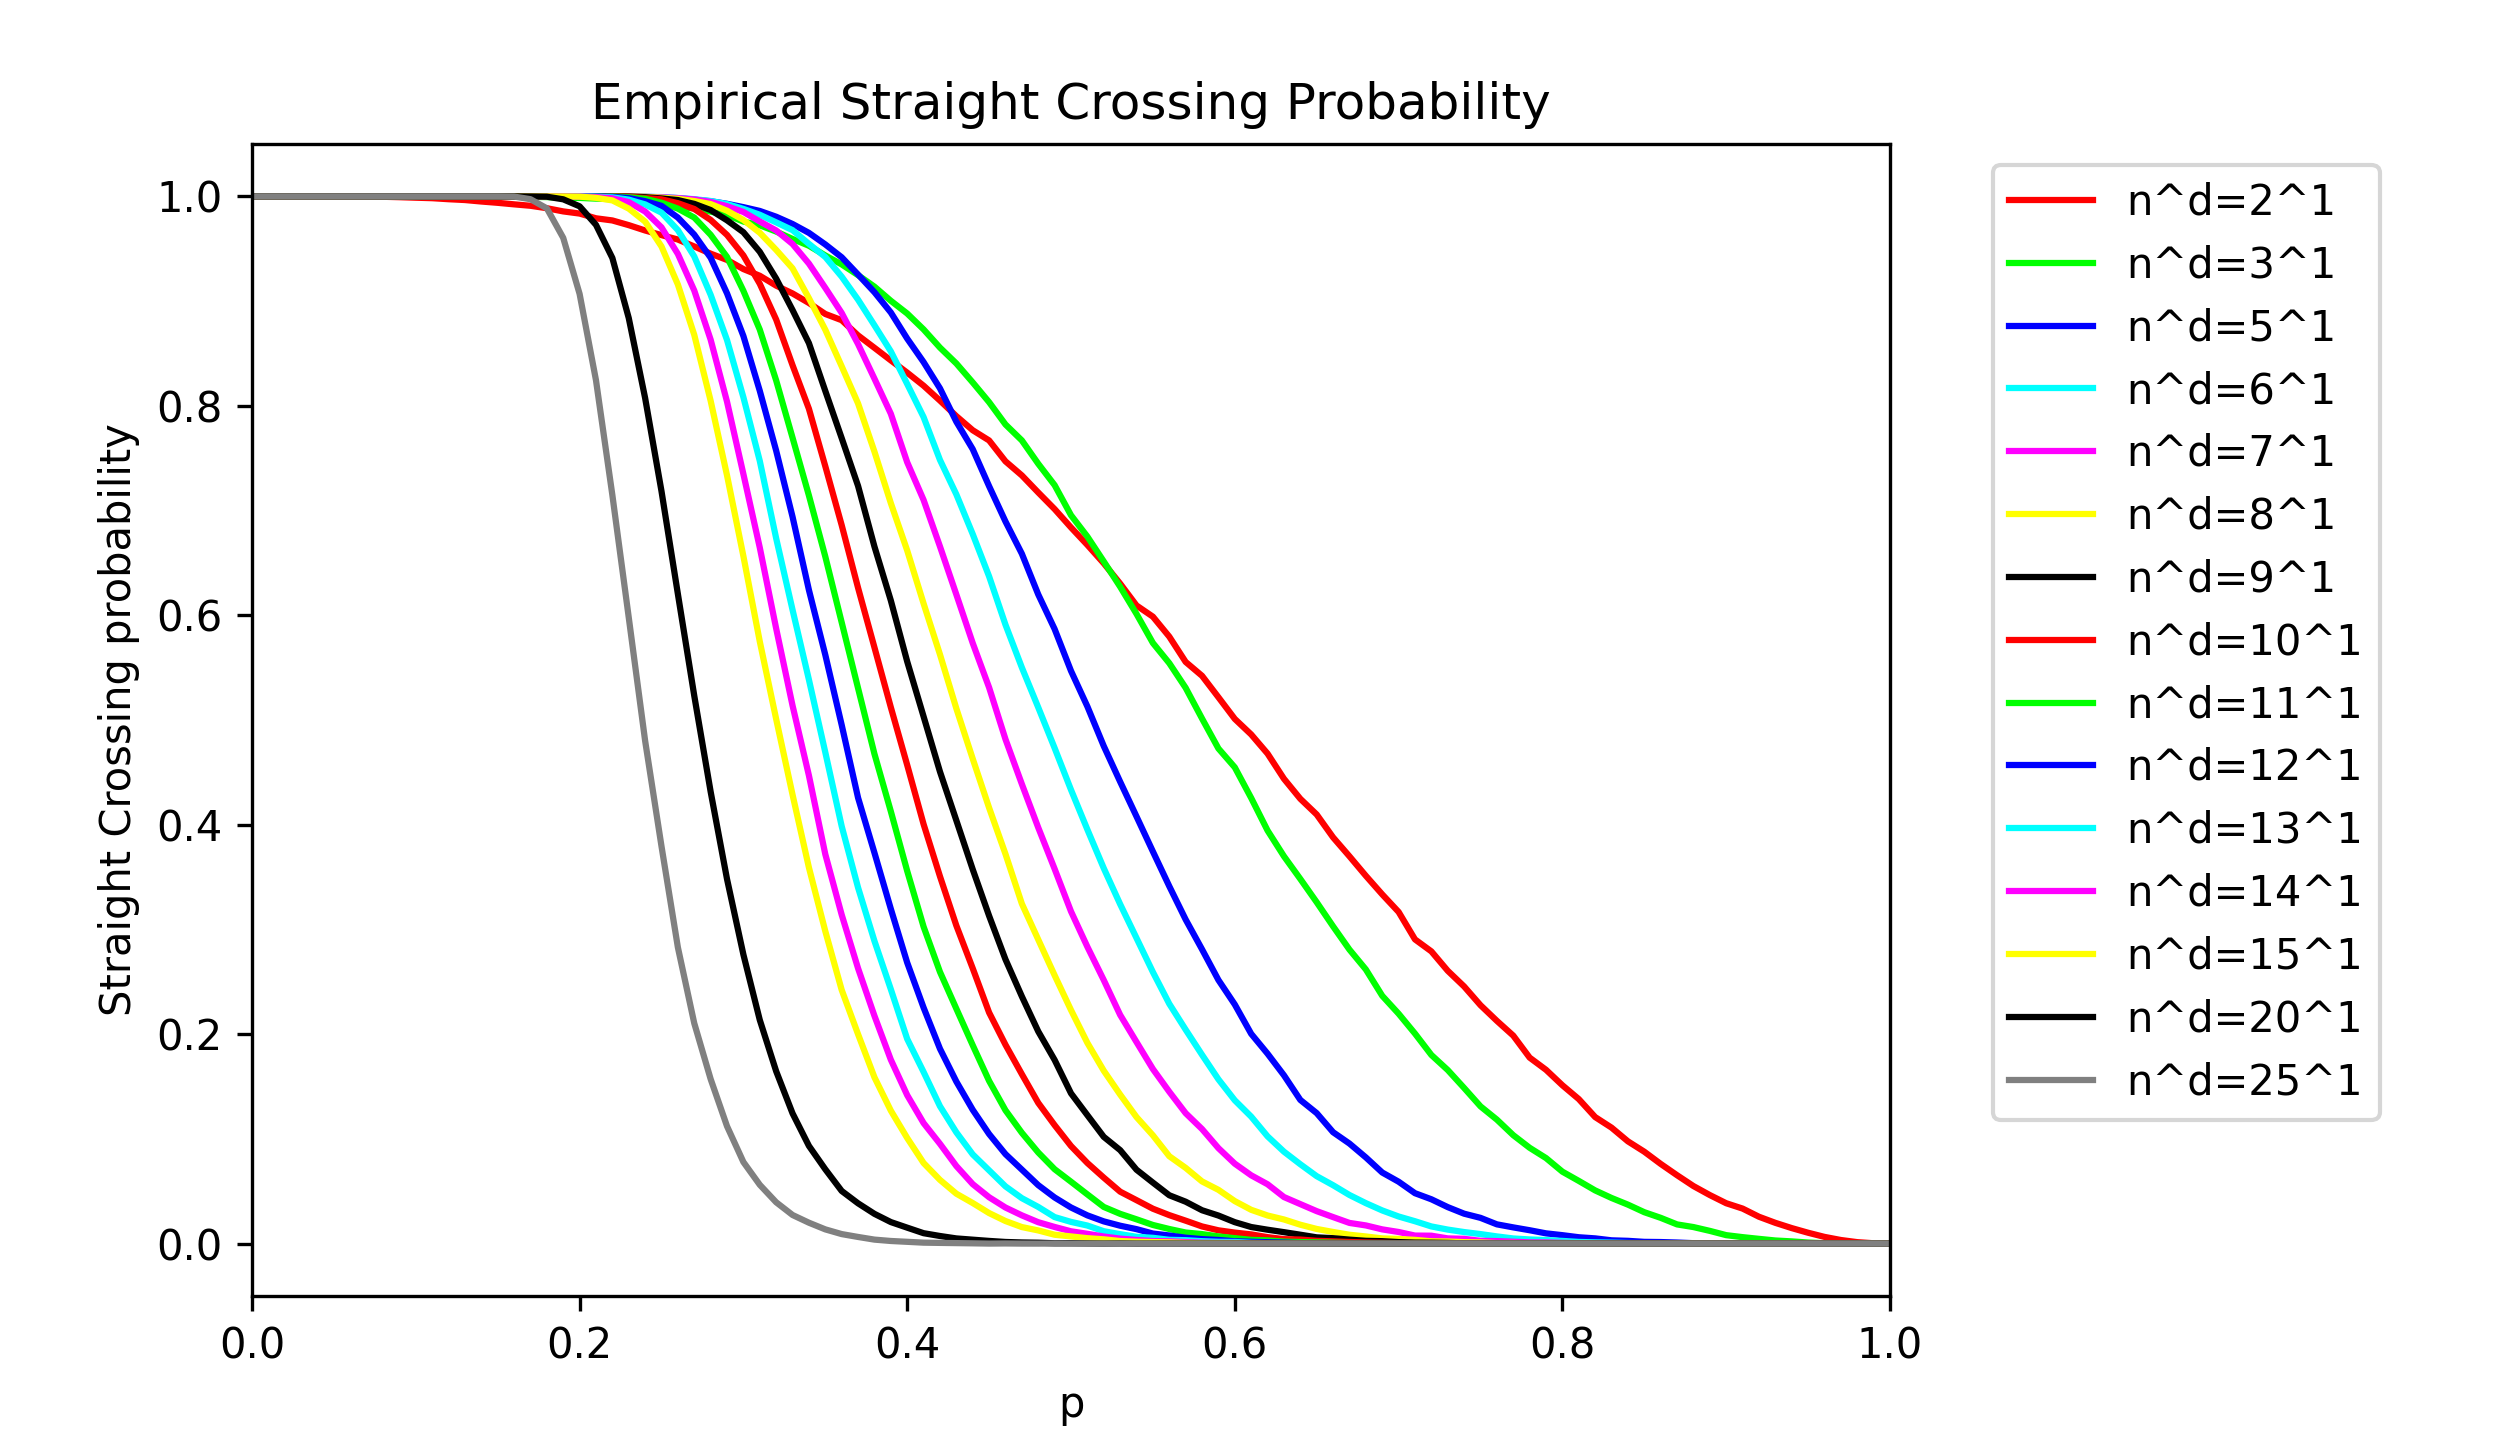 Empirical Straight Crossing Probability
Straight Crossing probability
1.0
0.8
0.6
0.4
0.2
0.0
0.0 0.2 0.4 0.6 0.8 1.0
p
n^d=2^1
n^d=3^1
n^d=5^1
n^d=6^1
n^d=7^1
n^d=8^1
n^d=9^1
n^d=10^1
n^d=11^1
n^d=12^1
n^d=13^1
n^d=14^1
n^d=15^1
n^d=20^1
n^d=25^1